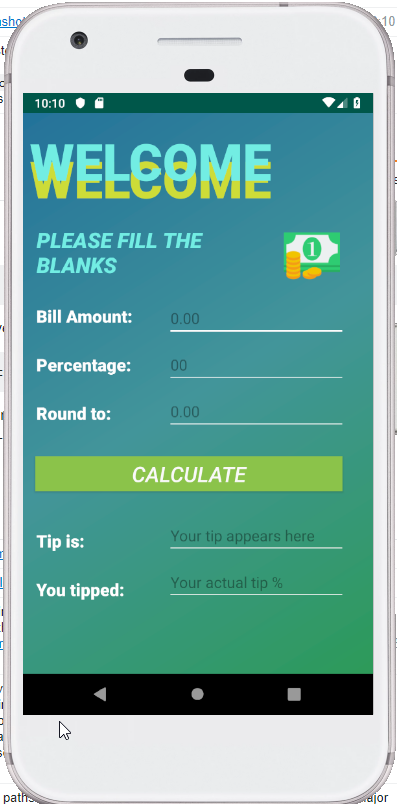 10:10
WELCOME
WELCOME
PLEASE FILL THE
BLANKS
1
Bill Amount:
0.00
Percentage:
00
Round to:
0.00
CALCULATE
Tip is:
Your tip appears here
You tipped:
Your actual tip %